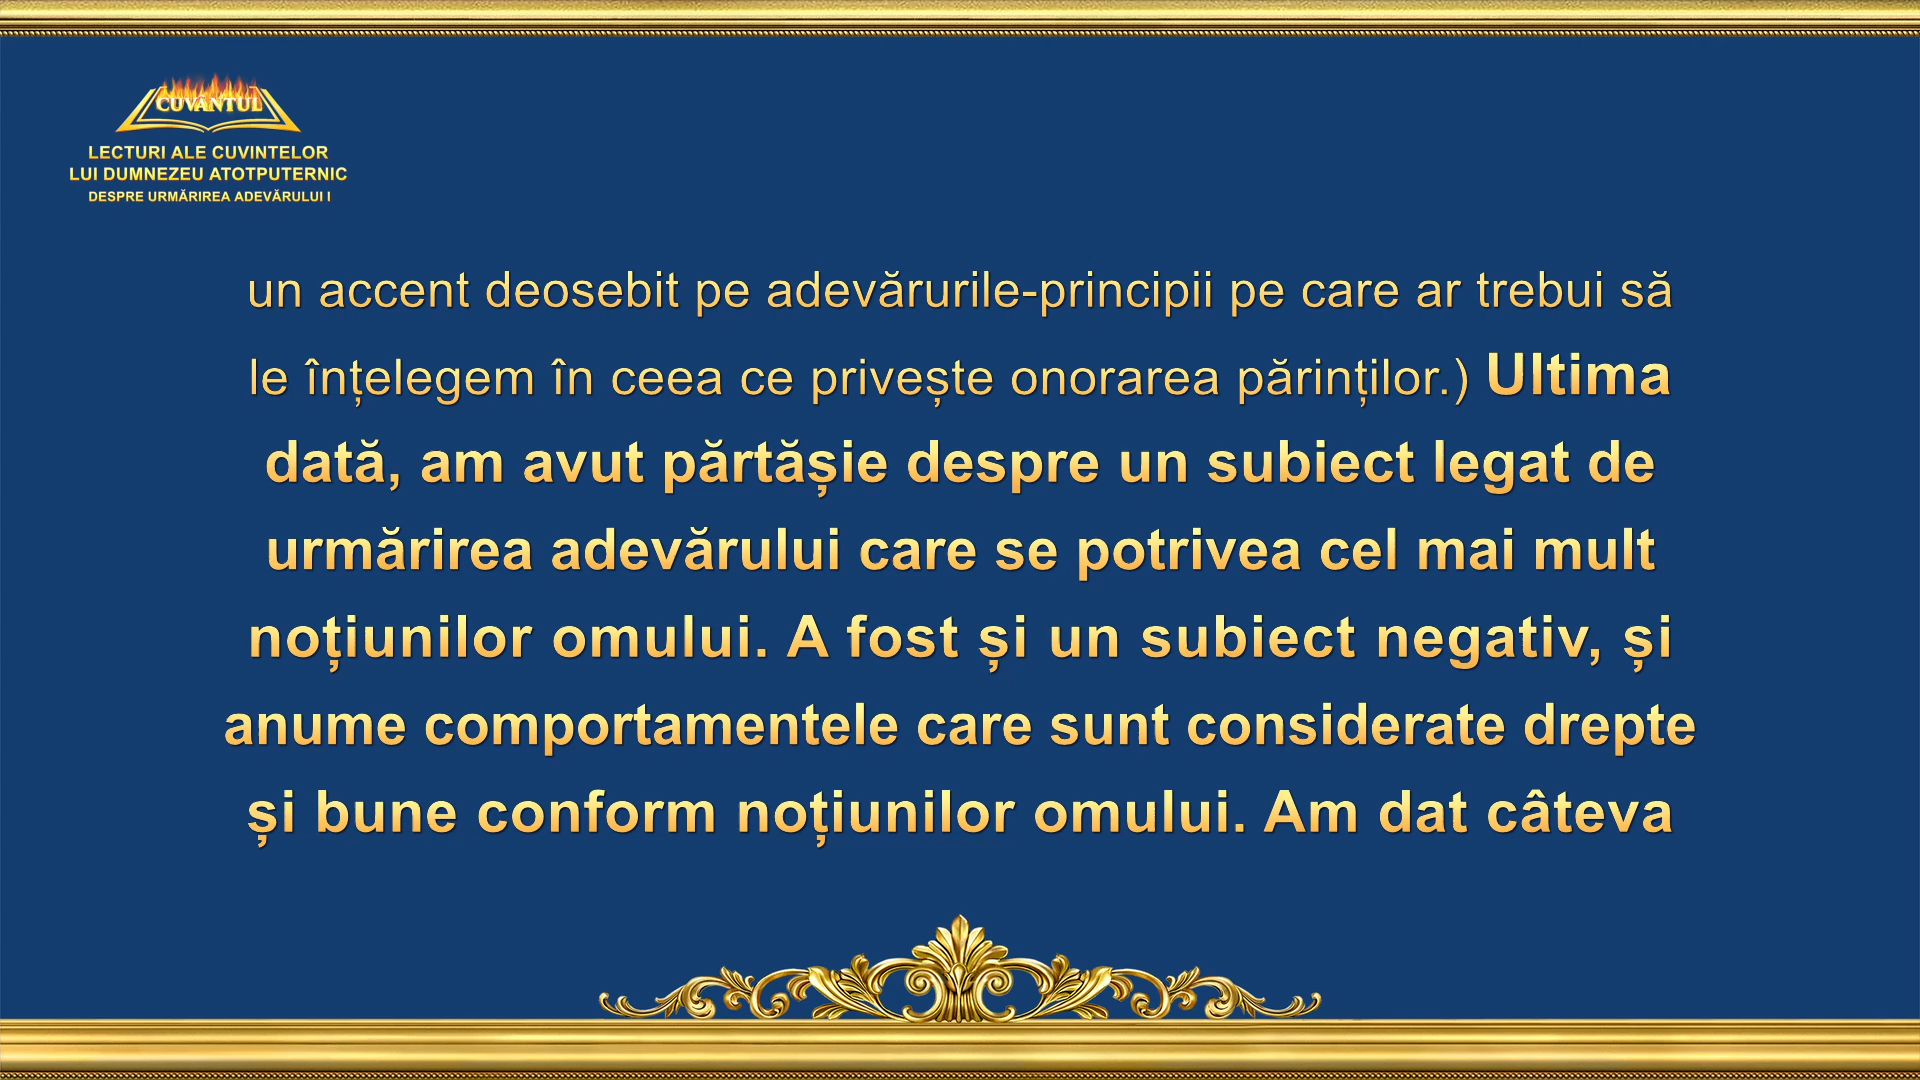 CUVÂNTUL
LECTURI ALE CUVINTELOR
LUI DUMNEZEU ATOTPUTERNIC
DESPRE URMĂRIREA ADEVĂRULUI I
un accent deosebit pe adevărurile-principii pe care ar trebui să
le înțelegem în ceea ce privește onorarea părinților.) Ultima
dată, am avut părtășie despre un subiect legat de
urmărirea adevărului care se potrivea cel mai mult
noțiunilor omului. A fost și un subiect negativ, și
anume comportamentele care sunt considerate drepte
și bune conform noțiunilor omului. Am dat câteva